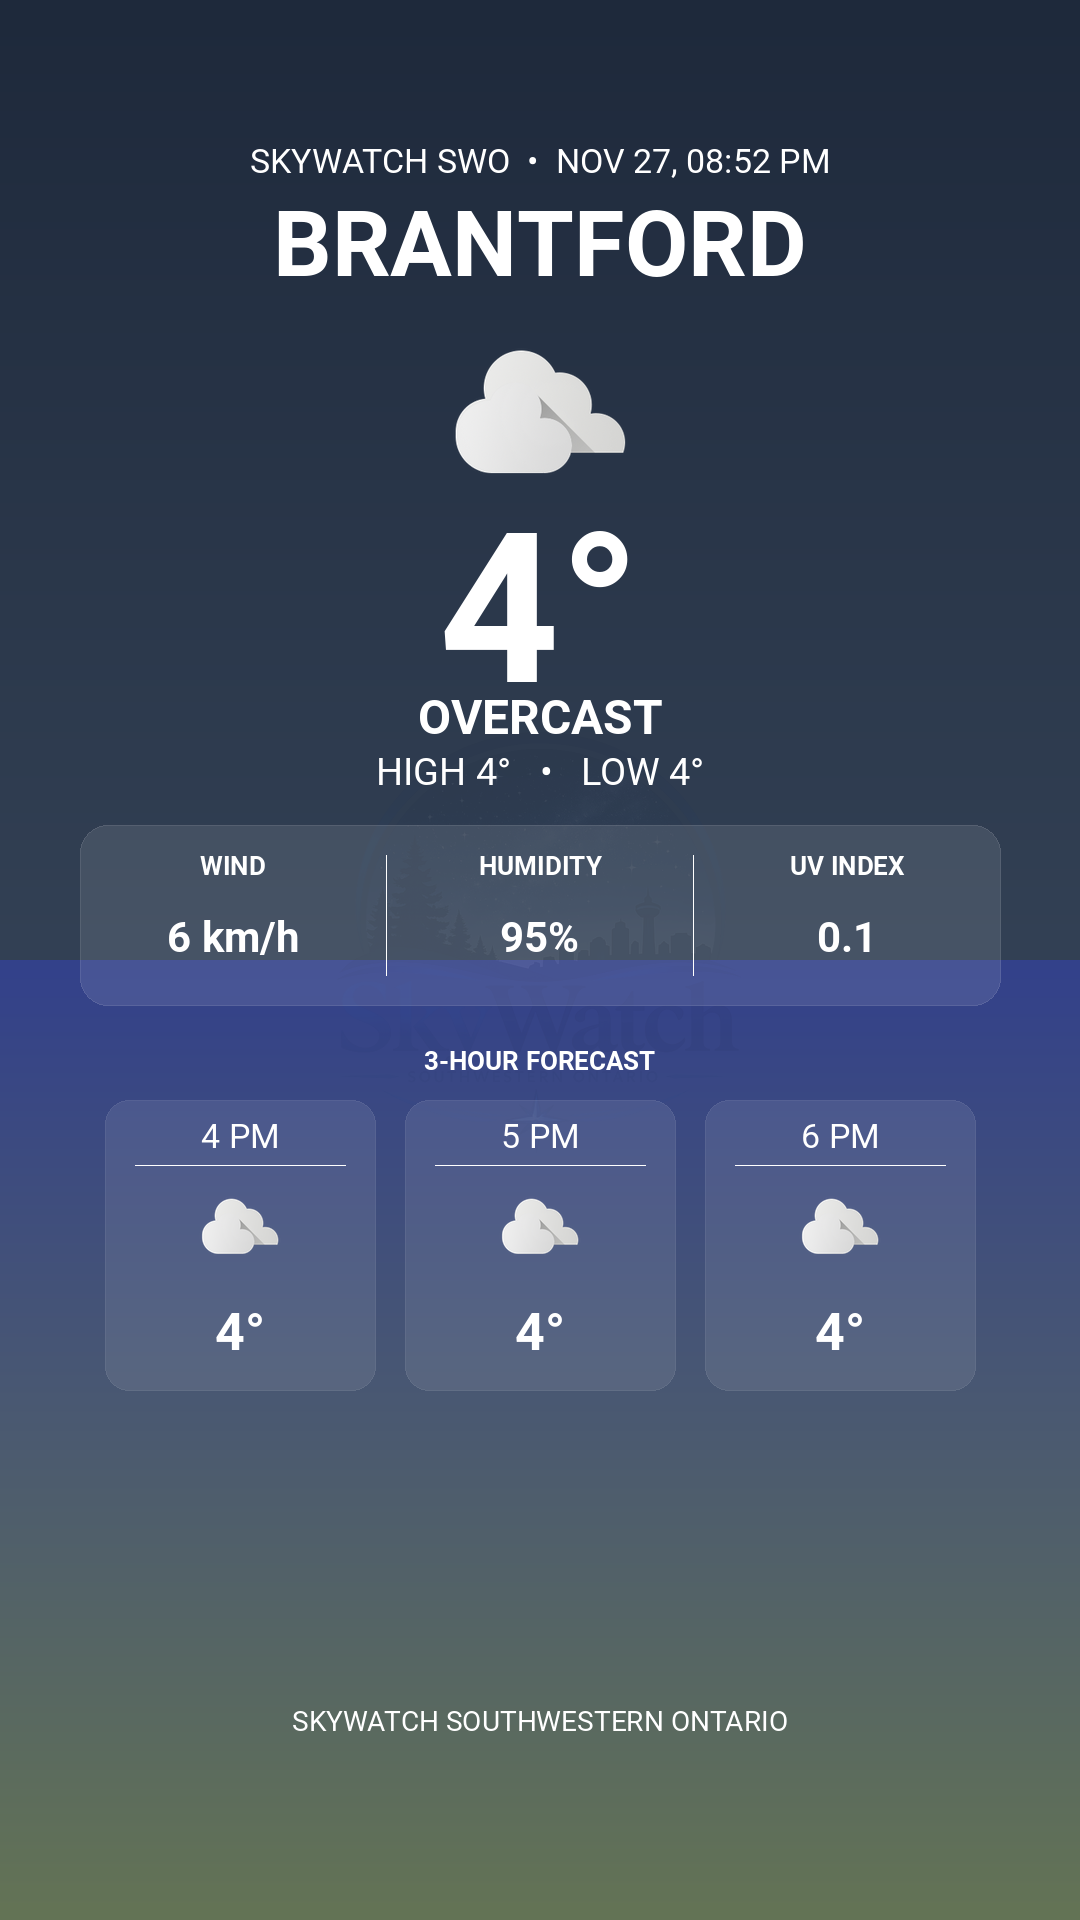 SKYWATCH SWO • NOV 27, 08:52 PM
BRANTFORD
4°
OVERCAST
HIGH 4° • LOW 4°
WIND
HUMIDITY
UV INDEX
6 km/h
95%
0.1
SkyWatch
3-HOUR FORECAST
4 PM
5 PM
6 PM
4°
4°
4°
SKYWATCH SOUTHWESTERN ONTARIO